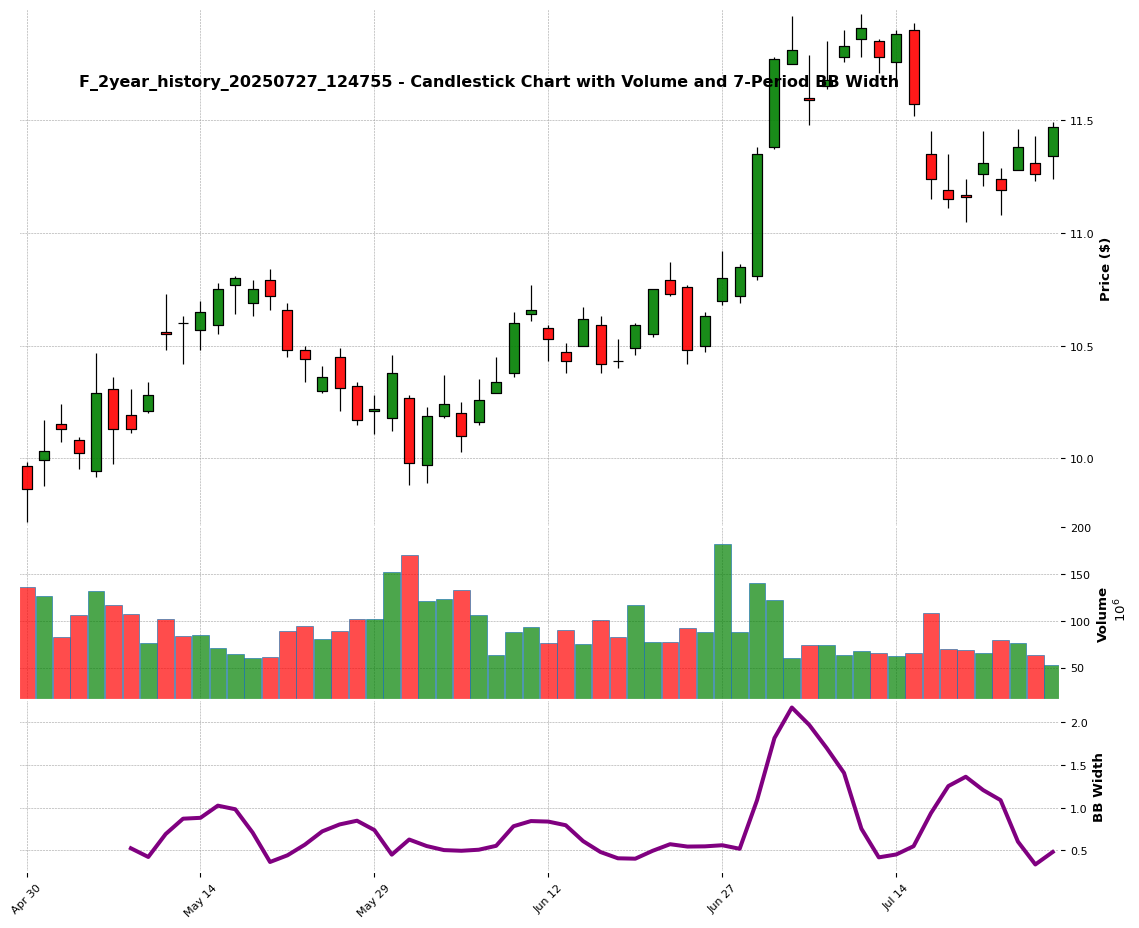 F_2year_history_20250727_124755 - Candlestick Chart with Volume and 7-Period BB Width
11.5
11.0
10.5
10.0
Price ($)
200
150
100
50
Volume
10^6
2.0
1.5
1.0
0.5
BB Width
Apr 30
May 14
May 29
Jun 12
Jun 27
Jul 14